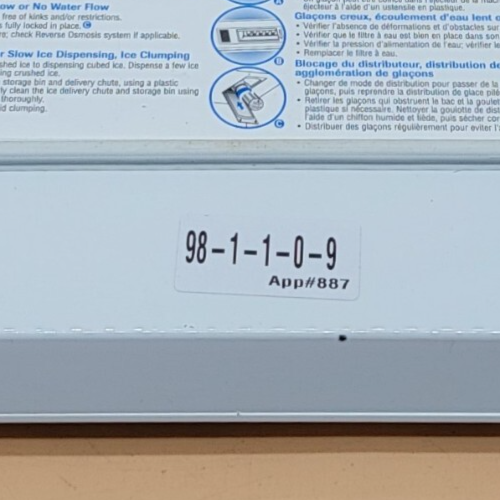 ow or No Water Flow
free of kinks and/or restrictions.
fully locked in place. C
; check Reverse Osmosis system if applicable.
r Slow Ice Dispensing, Ice Clumping
shed ice to dispensing cubed ice. Dispense a few ice
ing crushed ice.
storage bin and delivery chute, using a plastic
ly clean the ice delivery chute and storage bin using
thoroughly.
d clumping.
B
C
éjecteur à l'aide d'un ustensile en plastique.
Glaçons creux, écoulement d'eau lent
• Vérifier l'absence de déformations et d'obstacles sur
• Vérifier que le filtre à eau est bien en place dans son
• Vérifier la pression d'alimentation de l'eau; vérifier le
• Remplacer le filtre à eau.
Blocage du distributeur, distribution de
agglomération de glaçons
• Changer de mode de distribution pour passer de la
glaçons, puis reprendre la distribution de glace pilé
• Retirer les glaçons qui obstruent le bac et la goulet
plastique si nécessaire. Nettoyer la goulotte de dist
l'aide d'un chiffon humide et tiède, puis sécher cor
• Distribuer des glaçons régulièrement pour éviter l'
98-1-1-0-9
App#887